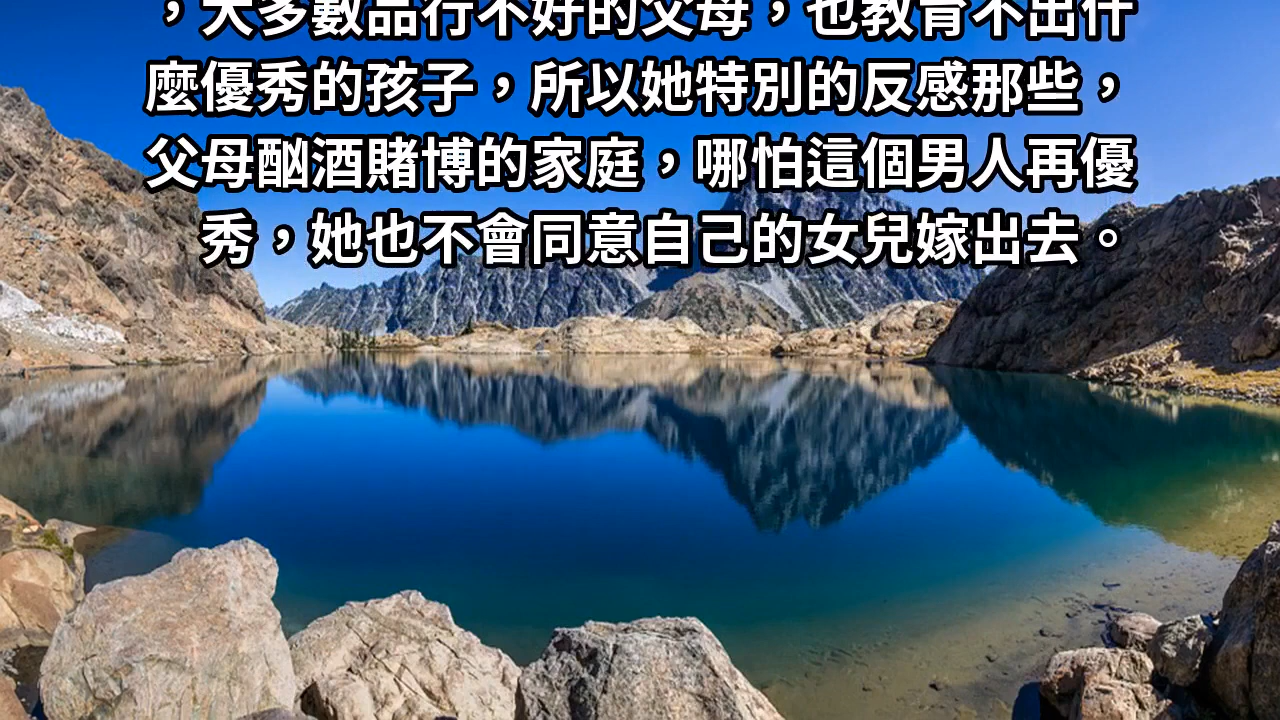 ，大多數品行不好的父母，也教育不出什
麼優秀的孩子，所以她特別的反感那些，
父母酗酒賭博的家庭，哪怕這個男人再優
秀，她也不會同意自己的女兒嫁出去。